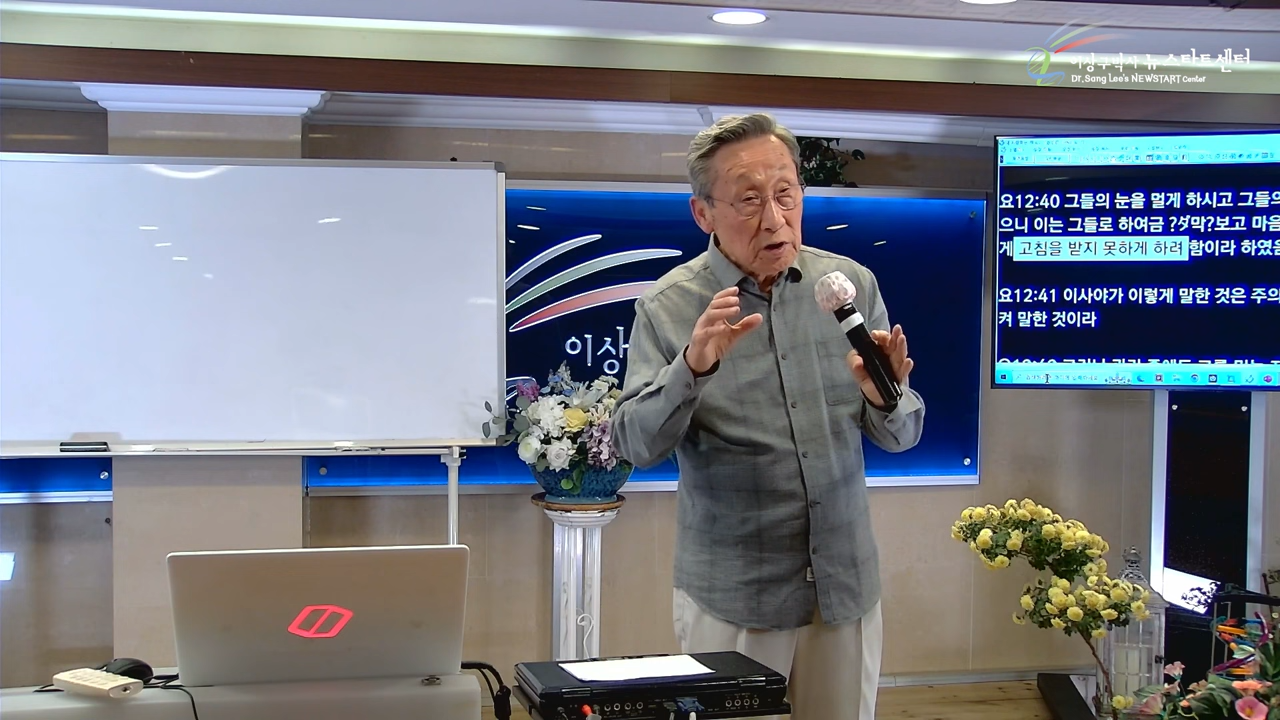 이상구박사 뉴스타트센터
Dr. Sang Lee's NEWSTART Center
이상
요12:40 그들의 눈을 멀게 하시고 그들의
으니 이는 그들로 하여금 ?ダ막?보고 마음
게 고침을 받지 못하게 하려 함이라 하였음
요12:41 이사야가 이렇게 말한 것은 주의
켜 말한 것이라